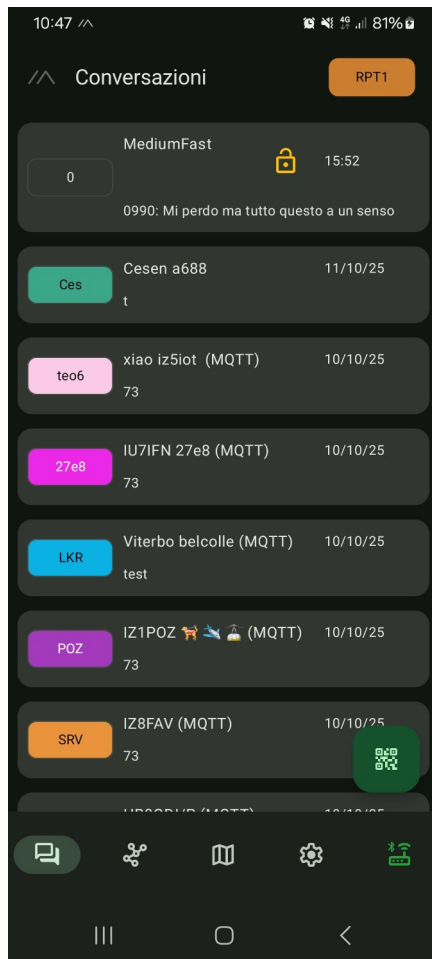 10:47
4G
81%
Conversazioni
RPT1
MediumFast
0
15:52
0990: Mi perdo ma tutto questo a un senso
Ces
Cesen a688
11/10/25
t
teo6
xiao iz5iot (MQTT)
10/10/25
73
27e8
IU7IFN 27e8 (MQTT)
10/10/25
73
LKR
Viterbo belcolle (MQTT)
10/10/25
test
POZ
IZ1POZ 🐕‍🦺 🛩️ 🚡 (MQTT)
10/10/25
73
SRV
IZ8FAV (MQTT)
10/10/25
73